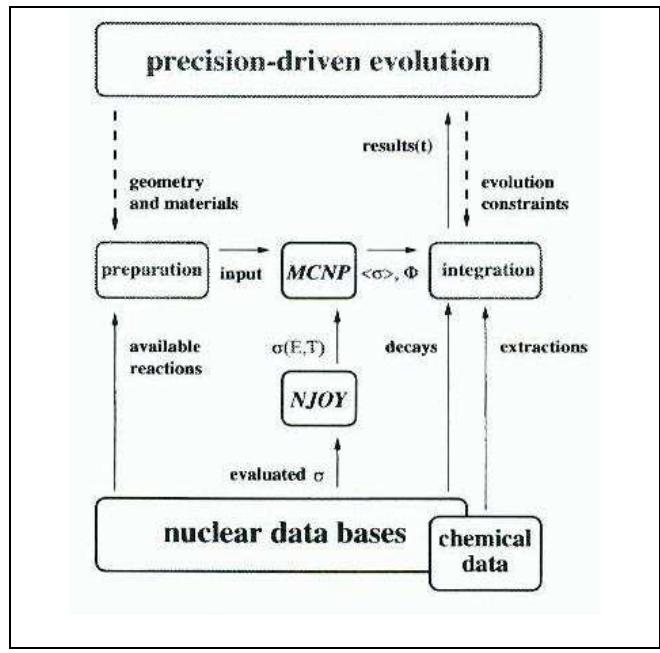 precision-driven evolution
results(t)
geometry
and materials
evolution
constraints
preparation
input
MCNP
<σ>, Φ
integration
available
reactions
σ(E,T)
decays
extractions
NJOY
evaluated σ
nuclear data bases
chemical
data